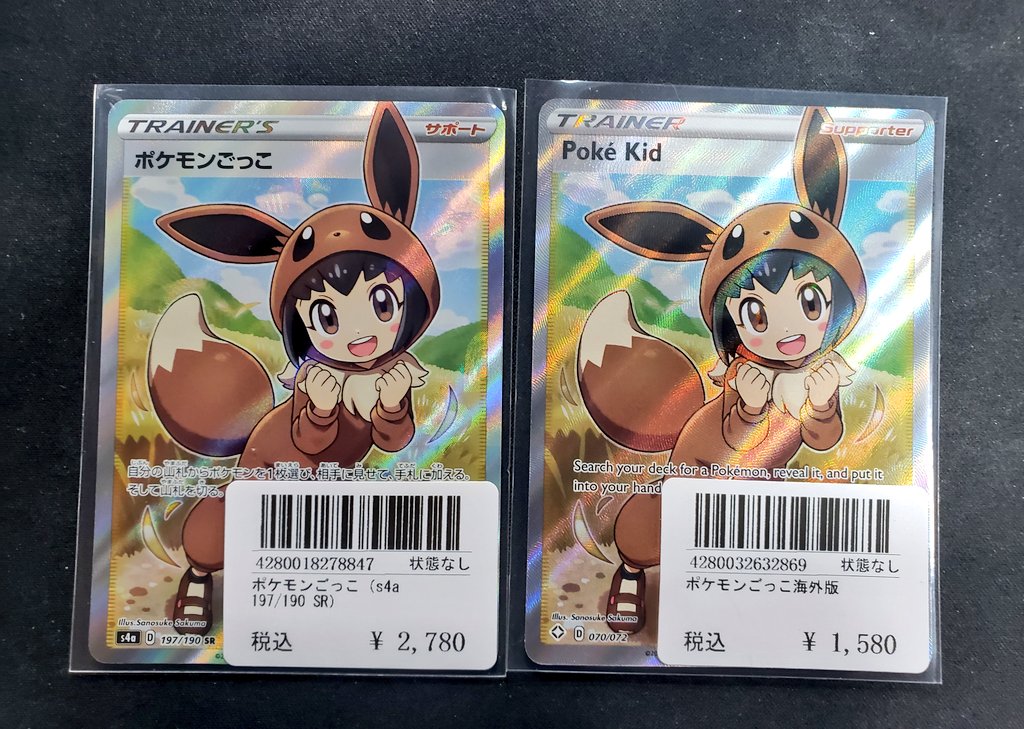 TRAINER'S サポート
ポケモンごっこ
自分の山札からポケモンを1枚選び、相手に見せて、手札に加える。
そして山札を切る。
4280018278847 状態なし
ポケモンごっこ (s4a
197/190 SR)
税込 ¥ 2,780
Illus. Sanosuke Sakuma
s4a D 197/190 SR
TRAINER Supporter
Poké Kid
Search your deck for a Pokémon, reveal it, and put it
into your hand
4280032632869 状態なし
ポケモンごっこ海外版
税込 ¥ 1,580
Illus. Sanosuke Sakuma
D 070/072